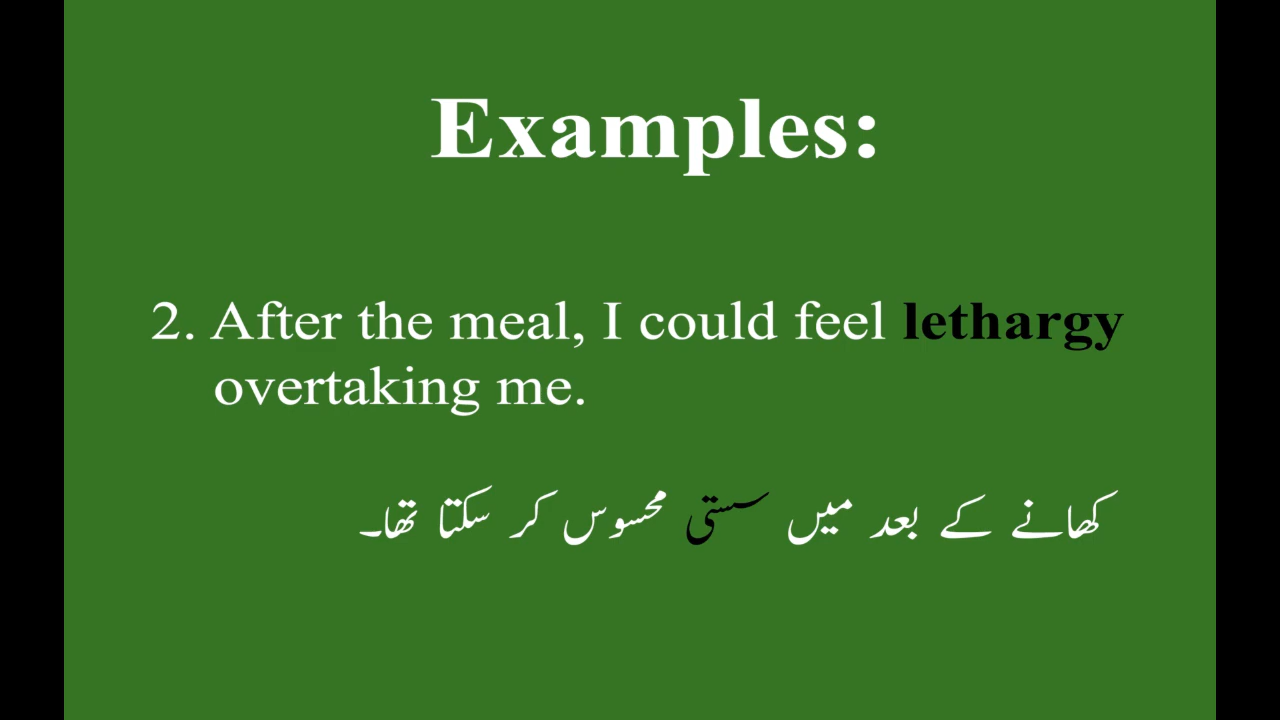 Examples:
2. After the meal, I could feel lethargy
overtaking me.
کھانے کے بعد میں سستی محسوس کر سکتا تھا۔